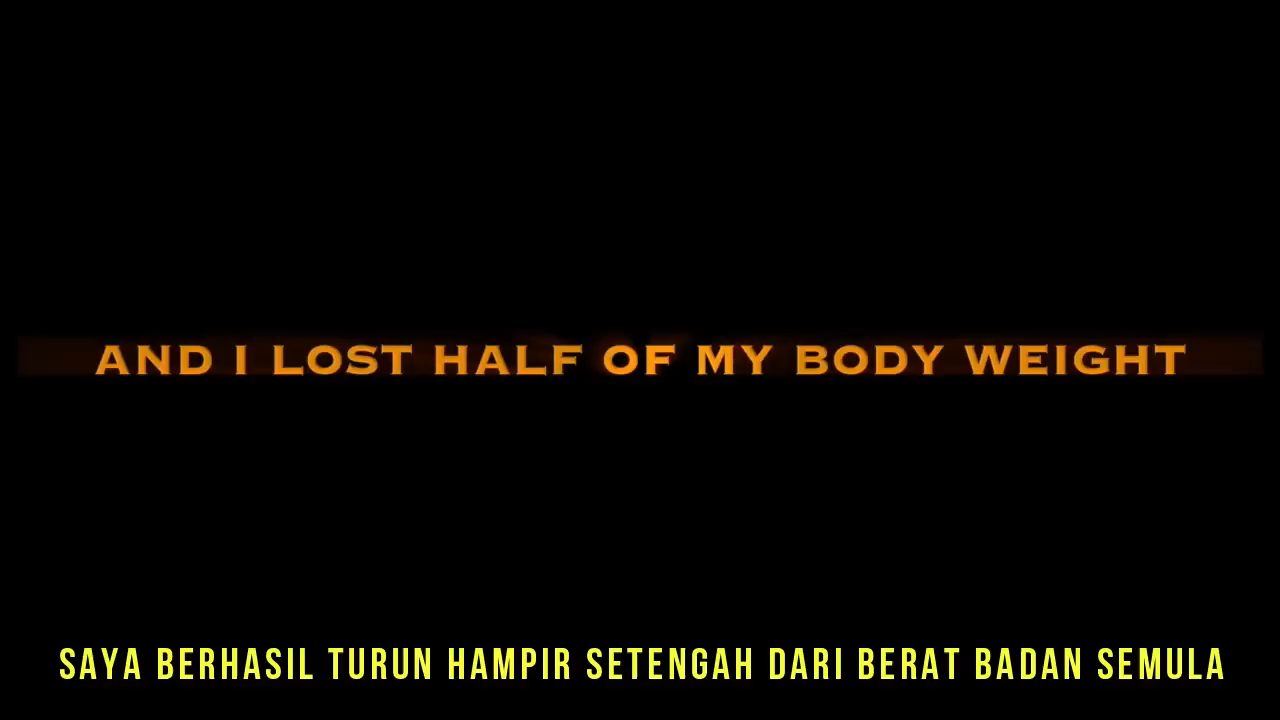 AND I LOST HALF OF MY BODY WEIGHT
SAYA BERHASIL TURUN HAMPIR SETENGAH DARI BERAT BADAN SEMULA